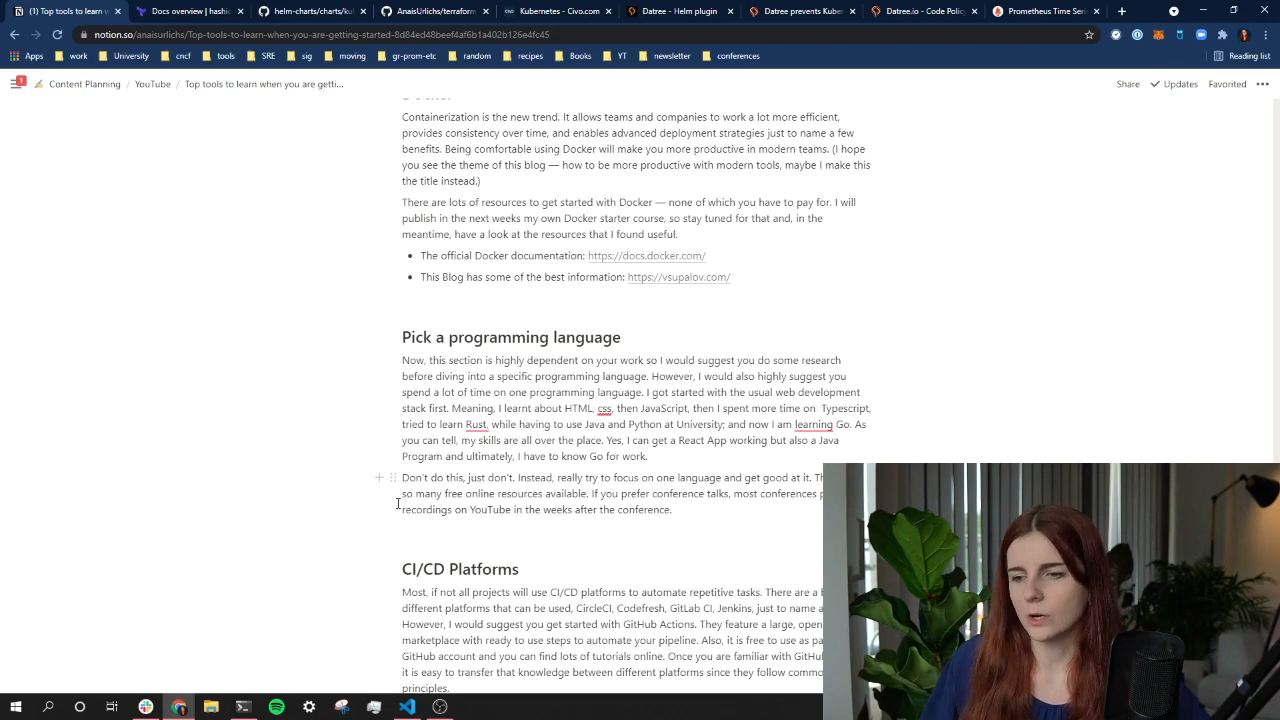 (1) Top-tools to learn w
Docs overview | hashic
helm-charts/charts/kub
AnaisUrlichs/terraform
Kubernetes - Civo.com
Datree - Helm plugin
Datree prevents Kuber
Datree.io - Code Policy
Prometheus Time Serie
notion.so/anaisurlichs/Top-tools-to-learn-when-you-are-getting-started-8d84ed48beef4af6b1a402b126e4fc45
Apps
work
University
cncf
tools
SRE
sig
moving
gr-prom-etc
random
recipes
Books
YT
newsletter
conferences
Reading list
1
Content Planning / YouTube / Top tools to learn when you are getti...
Share
Updates
Favorited
Containerization is the new trend. It allows teams and companies to work a lot more efficient,
provides consistency over time, and enables advanced deployment strategies just to name a few
benefits. Being comfortable using Docker will make you more productive in modern teams. (I hope
you see the theme of this blog — how to be more productive with modern tools, maybe I make this
the title instead.)
There are lots of resources to get started with Docker — none of which you have to pay for. I will
publish in the next weeks my own Docker starter course, so stay tuned for that and, in the
meantime, have a look at the resources that I found useful.
• The official Docker documentation: https://docs.docker.com/
• This Blog has some of the best information: https://vsupalov.com/
Pick a programming language
Now, this section is highly dependent on your work so I would suggest you do some research
before diving into a specific programming language. However, I would also highly suggest you
spend a lot of time on one programming language. I got started with the usual web development
stack first. Meaning, I learnt about HTML, css, then JavaScript, then I spent more time on Typescript,
tried to learn Rust, while having to use Java and Python at University; and now I am learning Go. As
you can tell, my skills are all over the place. Yes, I can get a React App working but also a Java
Program and ultimately, I have to know Go for work.
Don't do this, just don't. Instead, really try to focus on one language and get good at it. Th
so many free online resources available. If you prefer conference talks, most conferences p
recordings on YouTube in the weeks after the conference.
CI/CD Platforms
Most, if not all projects will use CI/CD platforms to automate repetitive tasks. There are a b
different platforms that can be used, CircleCI, Codefresh, GitLab CI, Jenkins, just to name a
However, I would suggest you get started with GitHub Actions. They feature a large, open
marketplace with ready to use steps to automate your pipeline. Also, it is free to use as pa
GitHub account and you can find lots of tutorials online. Once you are familiar with GitHu
it is easy to transfer that knowledge between different platforms since they follow commo
principles.